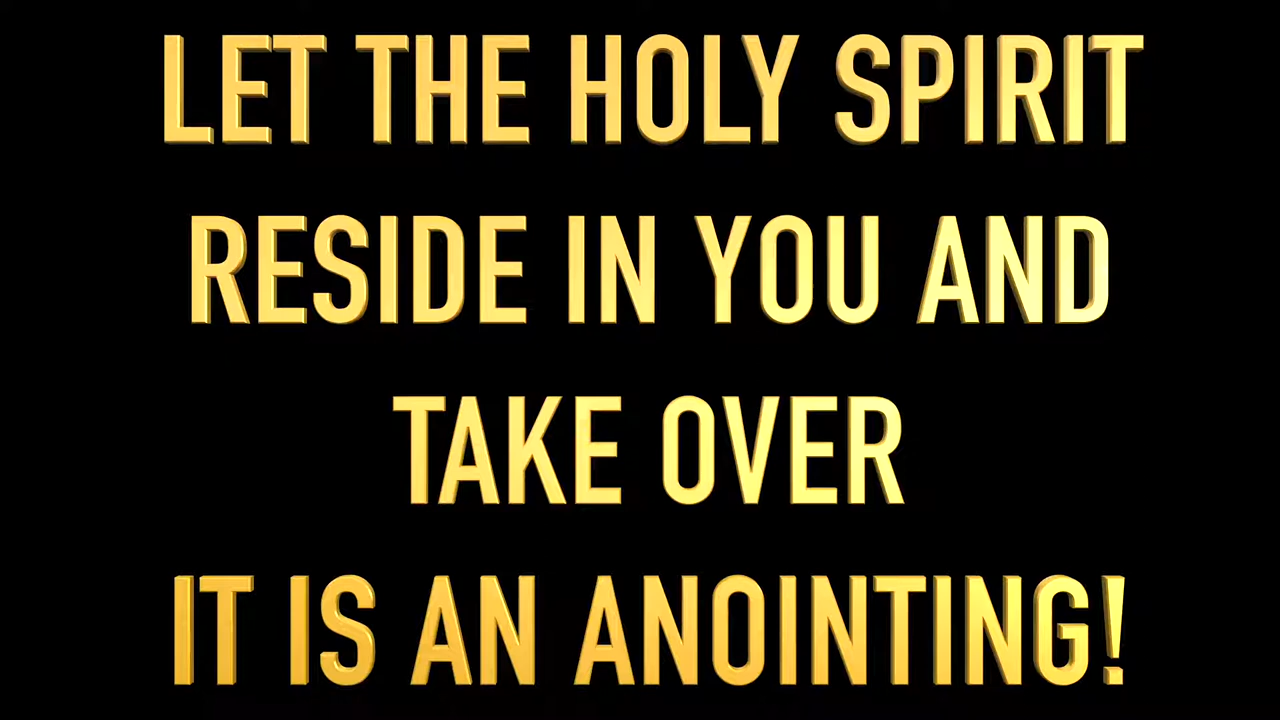 LET THE HOLY SPIRIT
RESIDE IN YOU AND
TAKE OVER
IT IS AN ANOINTING!